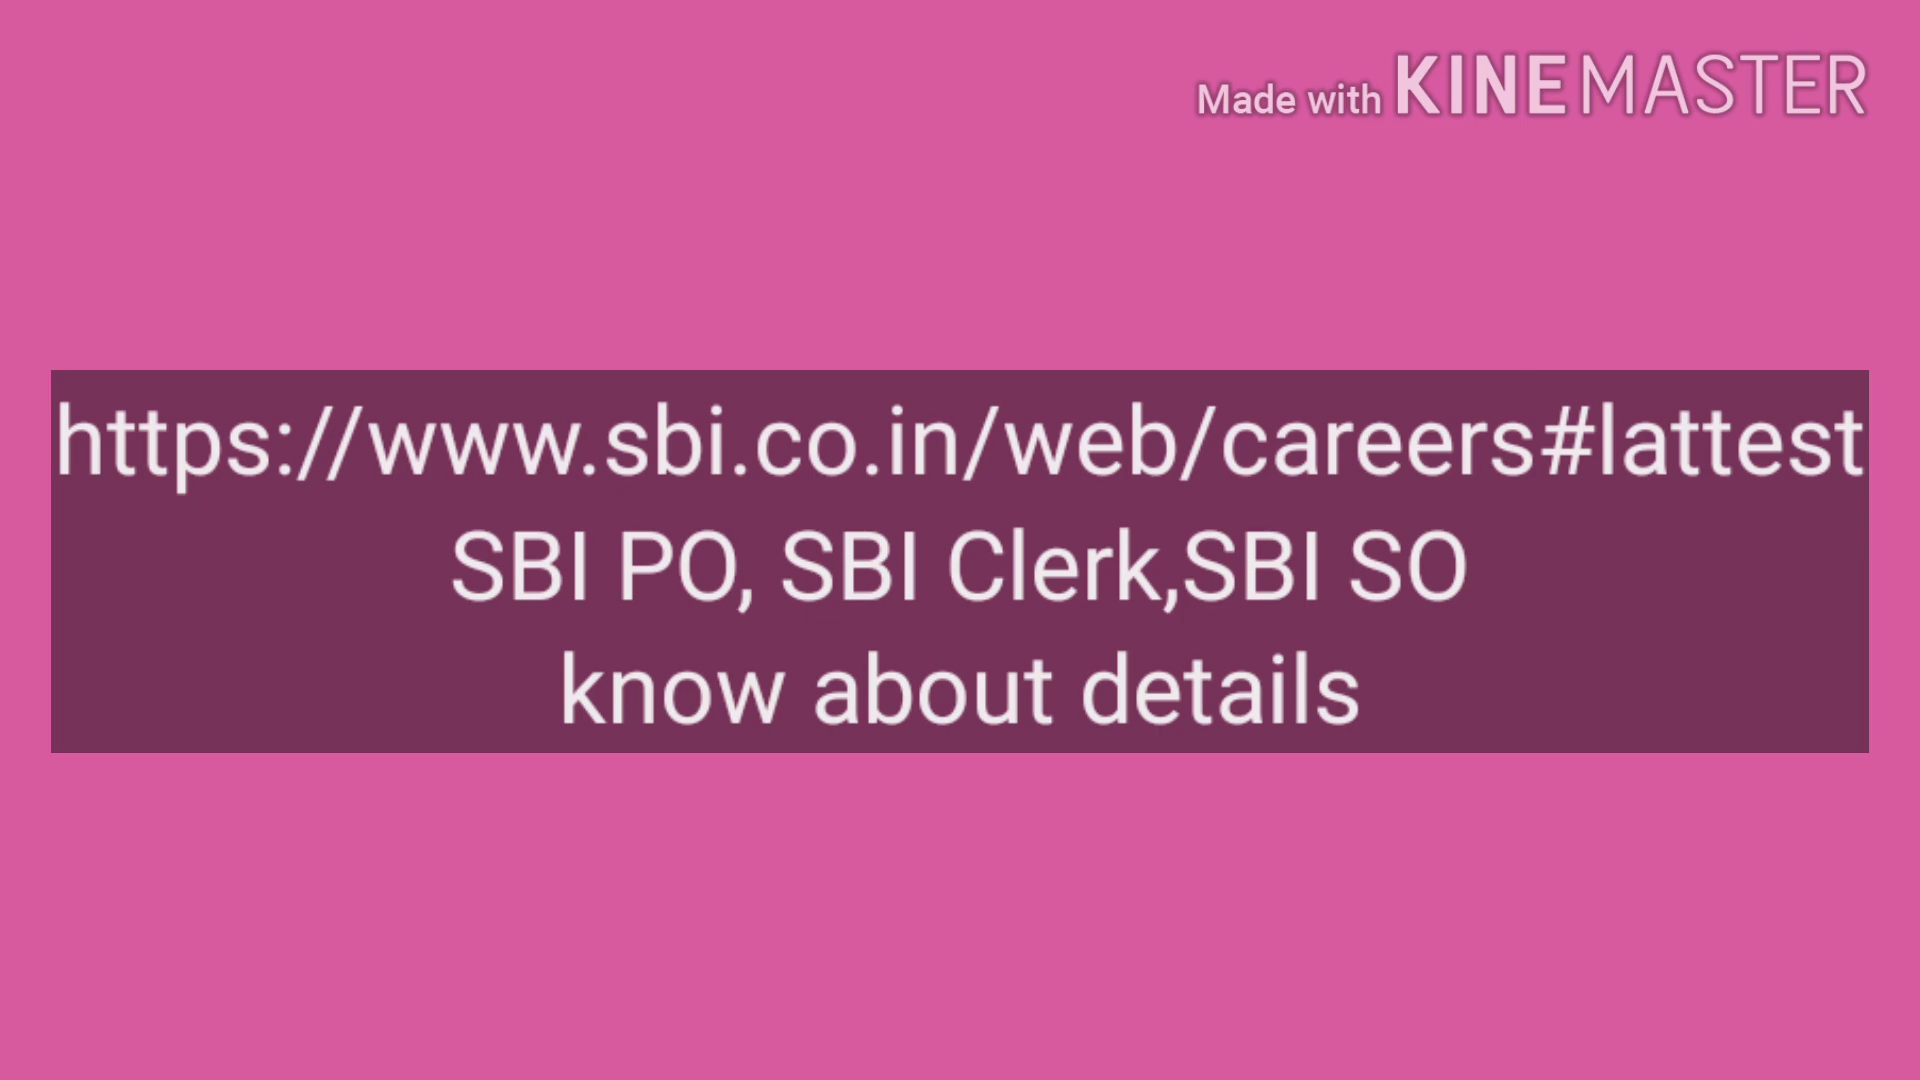 Made with KINEMASTER
https://www.sbi.co.in/web/careers#lattest
SBI PO, SBI Clerk,SBI SO
know about details